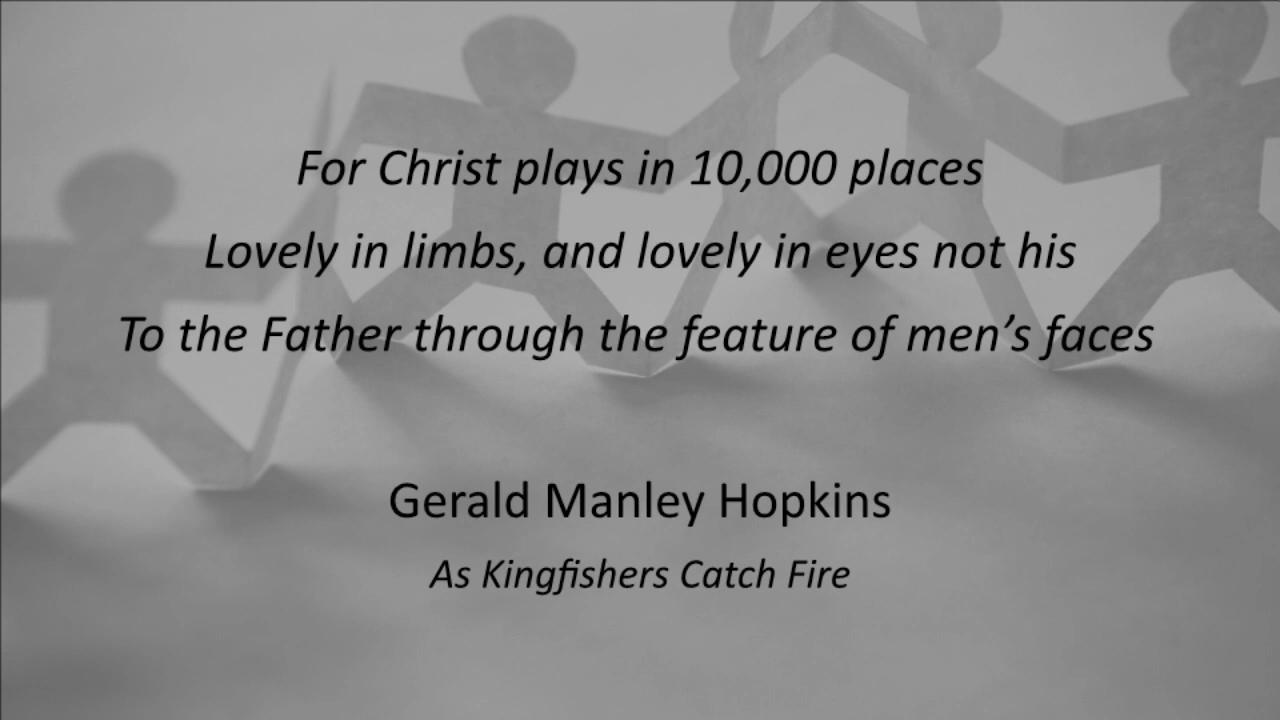 For Christ plays in 10,000 places
Lovely in limbs, and lovely in eyes not his
To the Father through the feature of men’s faces
Gerald Manley Hopkins
As Kingfishers Catch Fire